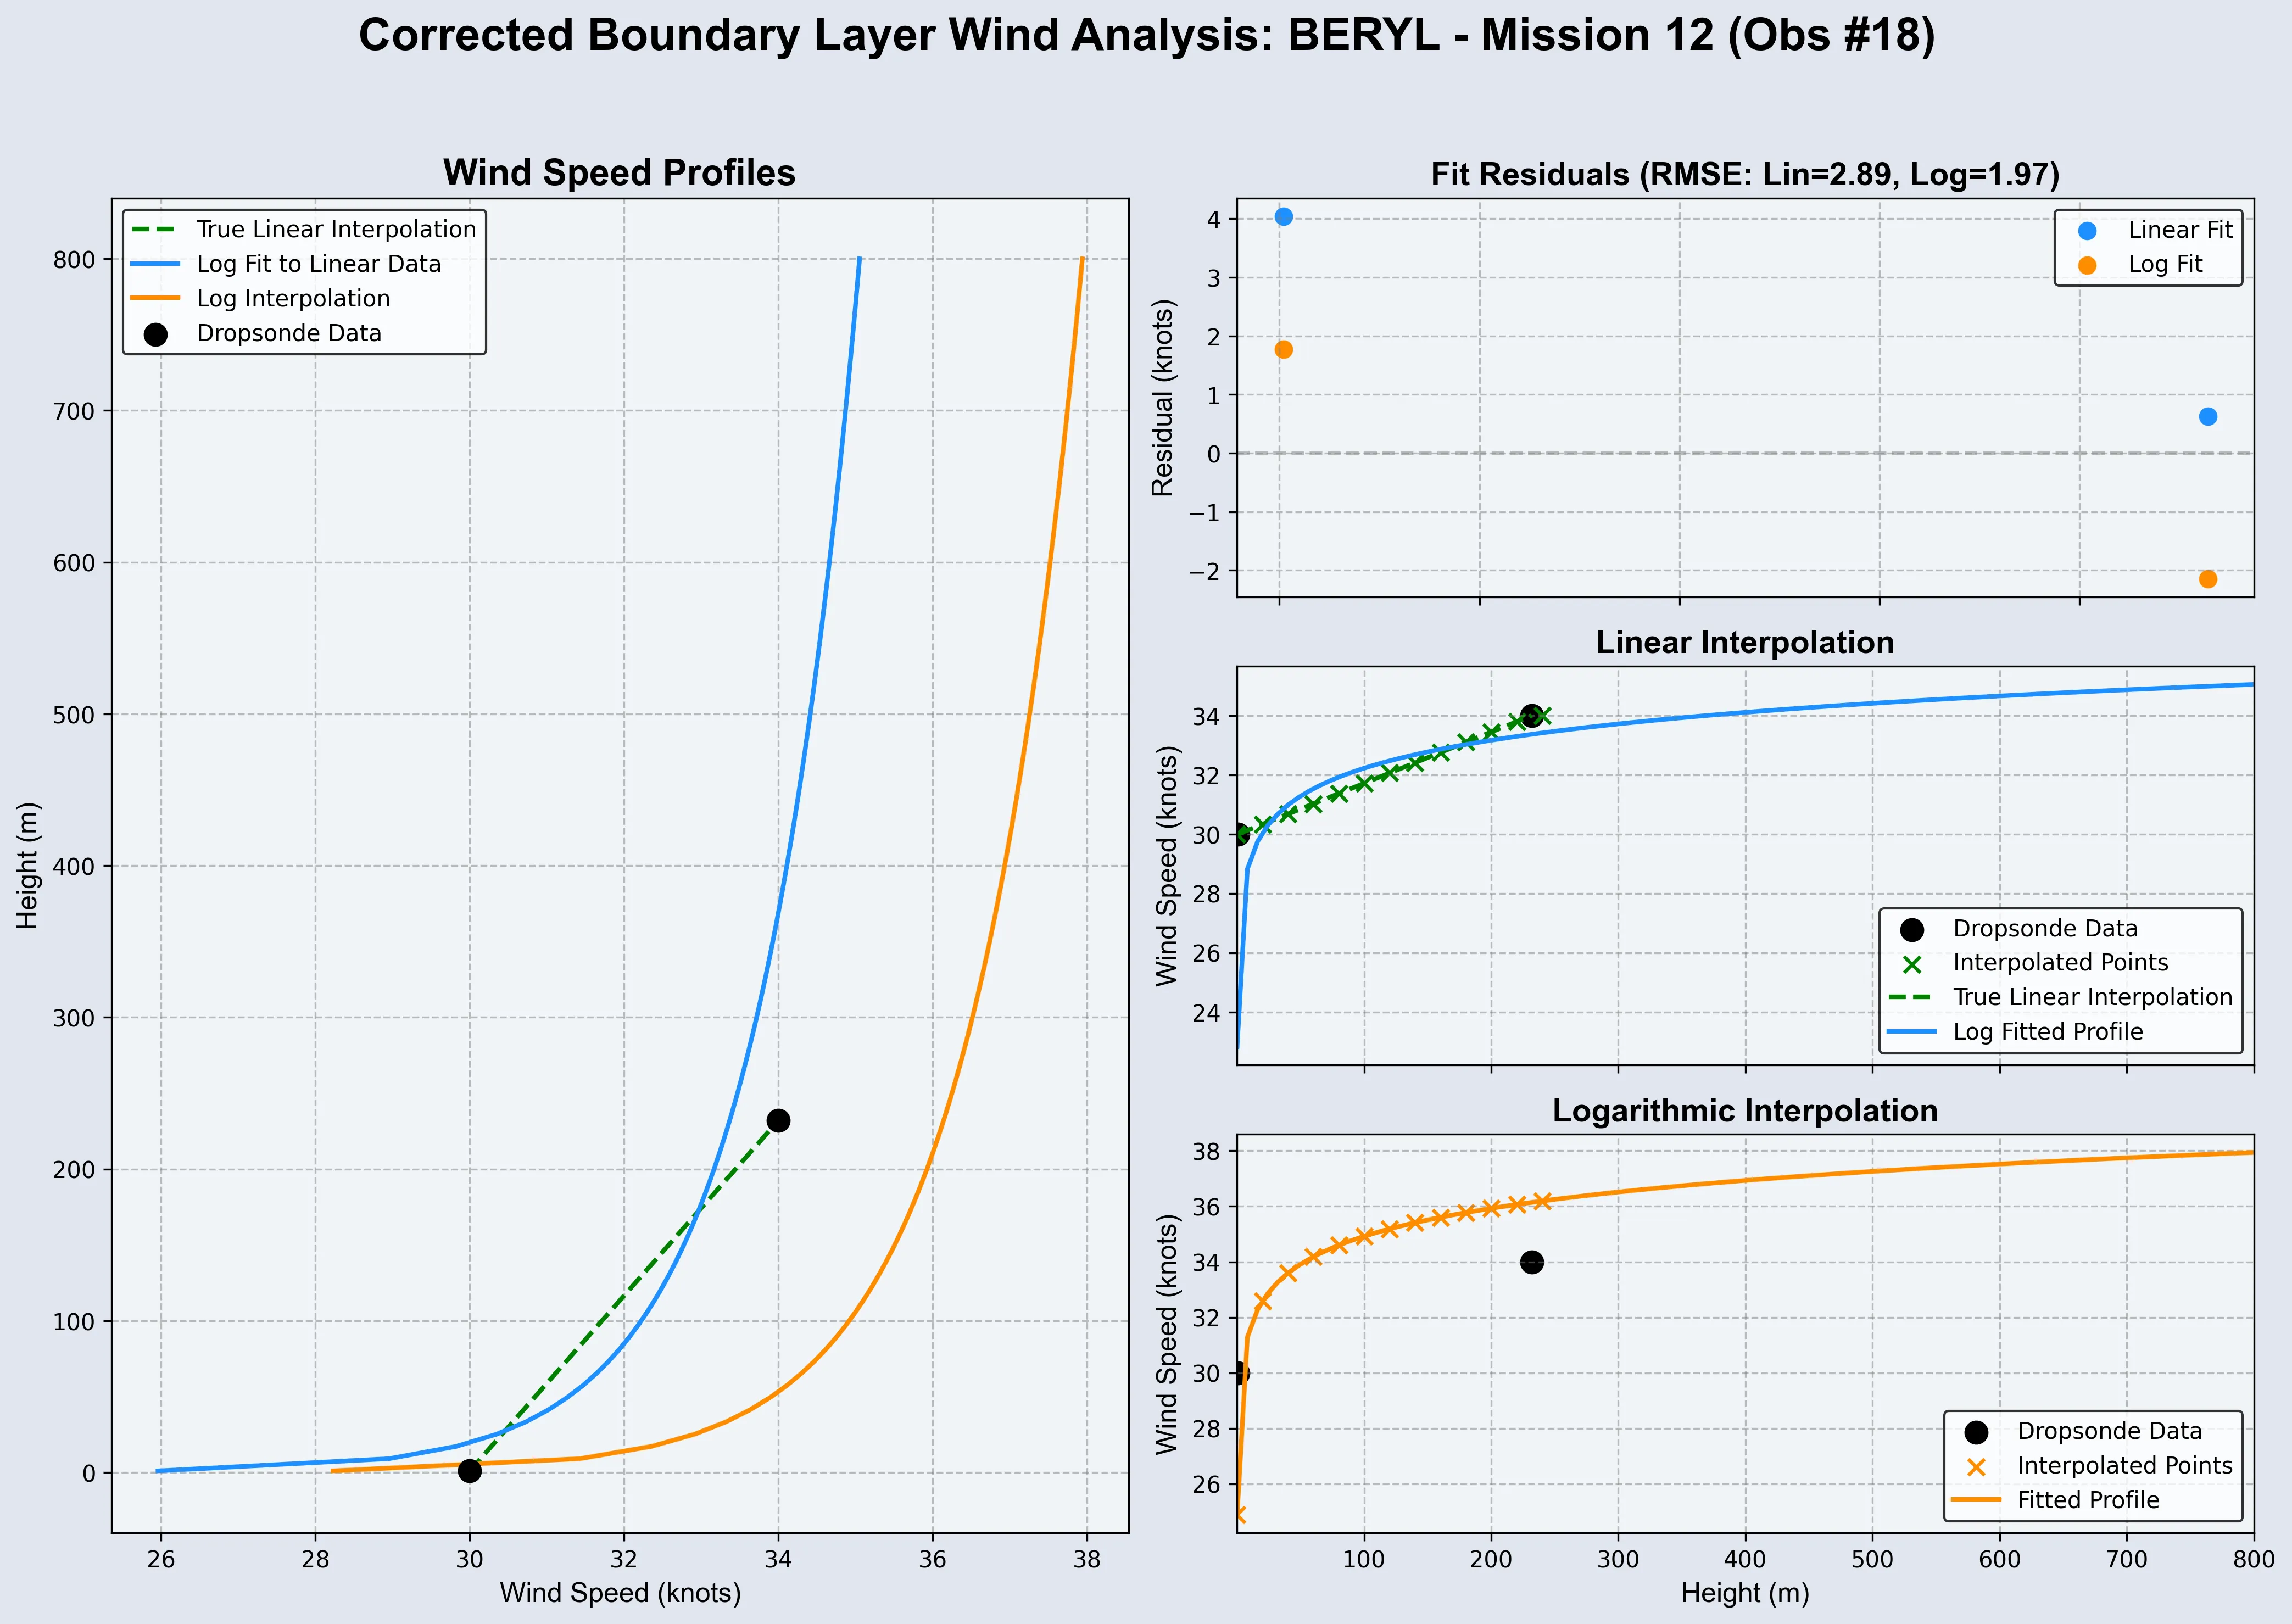 Corrected Boundary Layer Wind Analysis: BERYL - Mission 12 (Obs #18)
Wind Speed Profiles
True Linear Interpolation
Log Fit to Linear Data
Log Interpolation
Dropsonde Data
800
700
600
500
400
300
200
100
0
Height (m)
26 28 30 32 34 36 38
Wind Speed (knots)
Fit Residuals (RMSE: Lin=2.89, Log=1.97)
Linear Fit
Log Fit
4
3
2
1
0
−1
−2
Residual (knots)
Linear Interpolation
34
32
30
28
26
24
Wind Speed (knots)
Dropsonde Data
Interpolated Points
True Linear Interpolation
Log Fitted Profile
Logarithmic Interpolation
38
36
34
32
30
28
26
Wind Speed (knots)
Dropsonde Data
Interpolated Points
Fitted Profile
100 200 300 400 500 600 700 800
Height (m)